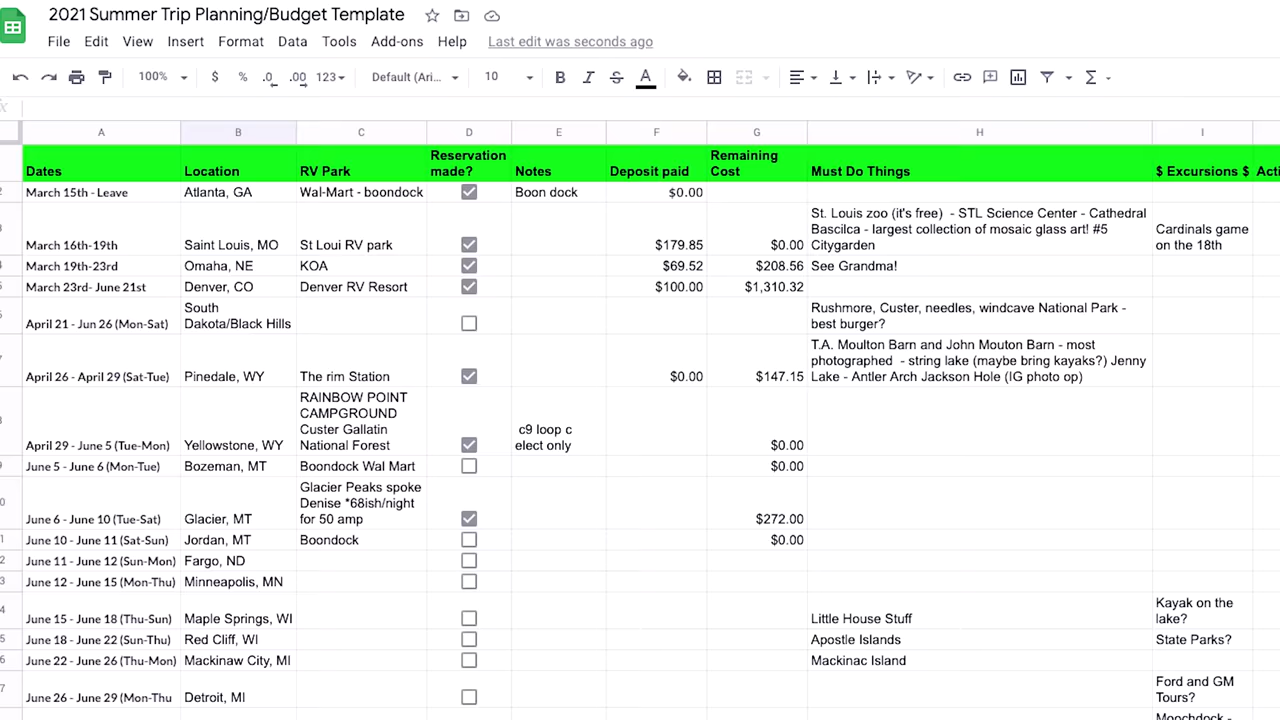 2021 Summer Trip Planning/Budget Template
File Edit View Insert Format Data Tools Add-ons Help Last edit was seconds ago
100% $ % .0 .00 123 Default (Ari... 10 B I S A
A B C D E F G H I
Dates Location RV Park Reservation made? Notes Deposit paid Remaining Cost Must Do Things $ Excursions $
March 15th - Leave Atlanta, GA Wal-Mart - boondock Boon dock $0.00
St. Louis zoo (it's free) - STL Science Center - Cathedral
Bascilca - largest collection of mosaic glass art! #5 Cardinals game
March 16th-19th Saint Louis, MO St Loui RV park $179.85 $0.00 Citygarden on the 18th
March 19th-23rd Omaha, NE KOA $69.52 $208.56 See Grandma!
March 23rd- June 21st Denver, CO Denver RV Resort $100.00 $1,310.32
South Rushmore, Custer, needles, windcave National Park -
April 21 - Jun 26 (Mon-Sat) Dakota/Black Hills best burger?
T.A. Moulton Barn and John Mouton Barn - most
photographed - string lake (maybe bring kayaks?) Jenny
April 26 - April 29 (Sat-Tue) Pinedale, WY The rim Station $0.00 $147.15 Lake - Antler Arch Jackson Hole (IG photo op)
RAINBOW POINT
CAMPGROUND
Custer Gallatin c9 loop c
April 29 - June 5 (Tue-Mon) Yellowstone, WY National Forest elect only $0.00
June 5 - June 6 (Mon-Tue) Bozeman, MT Boondock Wal Mart $0.00
Glacier Peaks spoke
Denise *68ish/night
June 6 - June 10 (Tue-Sat) Glacier, MT for 50 amp $272.00
June 10 - June 11 (Sat-Sun) Jordan, MT Boondock $0.00
June 11 - June 12 (Sun-Mon) Fargo, ND
June 12 - June 15 (Mon-Thu) Minneapolis, MN
Kayak on the
June 15 - June 18 (Thu-Sun) Maple Springs, WI Little House Stuff lake?
June 18 - June 22 (Sun-Thu) Red Cliff, WI Apostle Islands State Parks?
June 22 - June 26 (Thu-Mon) Mackinaw City, MI Mackinac Island
Ford and GM
June 26 - June 29 (Mon-Thu Detroit, MI Tours?